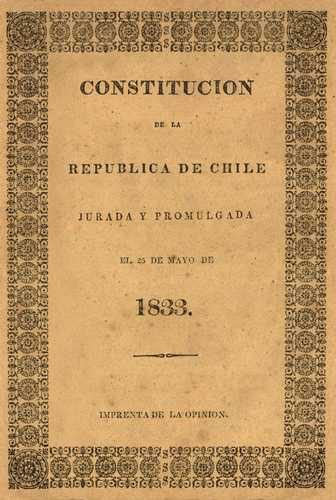 CONSTITUCION
DE LA
REPUBLICA DE CHILE
JURADA Y PROMULGADA
EL 25 DE MAYO DE
1833.
IMPRENTA DE LA OPINION.